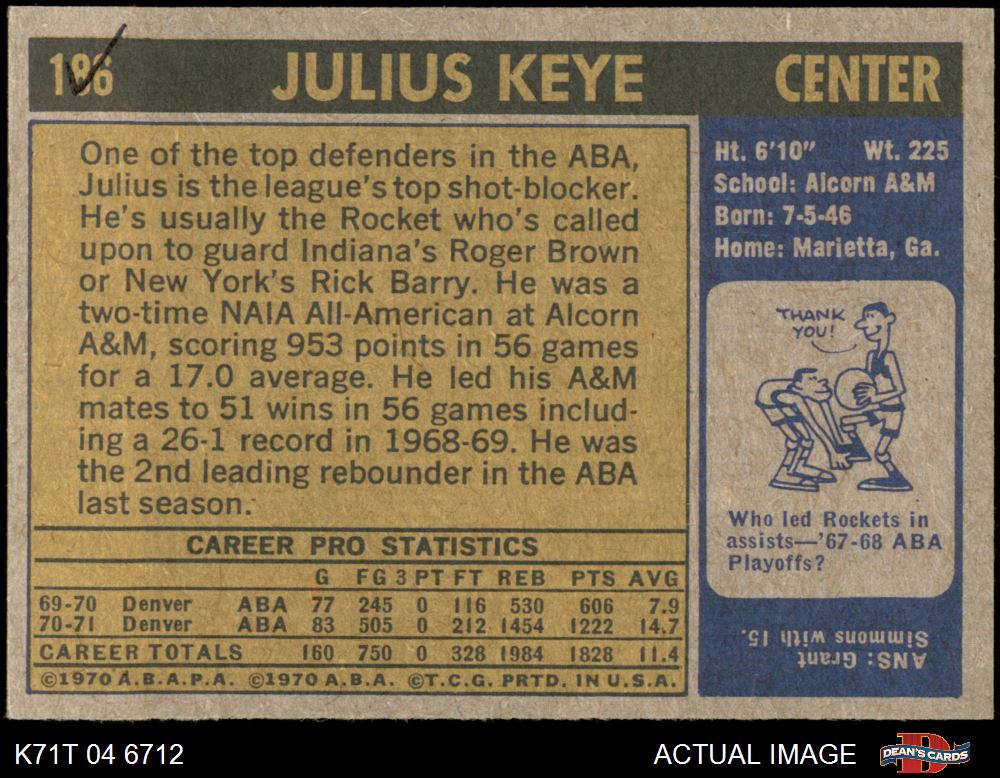 186 JULIUS KEYE CENTER
One of the top defenders in the ABA,
Julius is the league's top shot-blocker.
He's usually the Rocket who's called
upon to guard Indiana's Roger Brown
or New York's Rick Barry. He was a
two-time NAIA All-American at Alcorn
A&M, scoring 953 points in 56 games
for a 17.0 average. He led his A&M
mates to 51 wins in 56 games includ-
ing a 26-1 record in 1968-69. He was
the 2nd leading rebounder in the ABA
last season.
Ht. 6'10" Wt. 225
School: Alcorn A&M
Born: 7-5-46
Home: Marietta, Ga.
THANK
YOU!
Who led Rockets in
assists—'67-68 ABA
Playoffs?
ANS: Grant
Simmons with 15.
CAREER PRO STATISTICS
G FG 3 PT FT REB PTS AVG
69-70 Denver ABA 77 245 0 116 530 606 7.9
70-71 Denver ABA 83 505 0 212 1454 1222 14.7
CAREER TOTALS 160 750 0 328 1984 1828 11.4
©1970 A.B.A.P.A. ©1970 A.B.A. ©T.C.G. PRTD. IN U.S.A.
K71T 04 6712 ACTUAL IMAGE DEAN'S CARDS